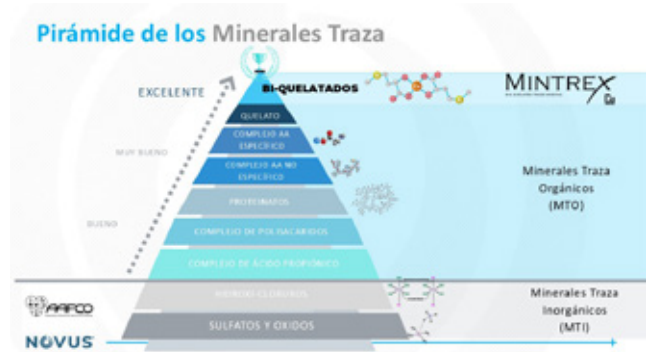 Pirámide de los Minerales Traza
EXCELENTE
BI-QUELATADOS
MINTREX
Cu
QUELATO
MUY BUENO
COMPLEJO AA
ESPECÍFICO
COMPLEJO AA NO
ESPECÍFICO
Minerales Traza
Orgánicos
(MTO)
PROTEINATOS
BUENO
COMPLEJO DE POLISACARIDOS
COMPLEJO DE ÁCIDO PROPIÓNICO
HIDROXI-CLORUROS
Minerales Traza
Inorgánicos
(MTI)
AAFCO
SULFATOS Y OXIDOS
NOVUS